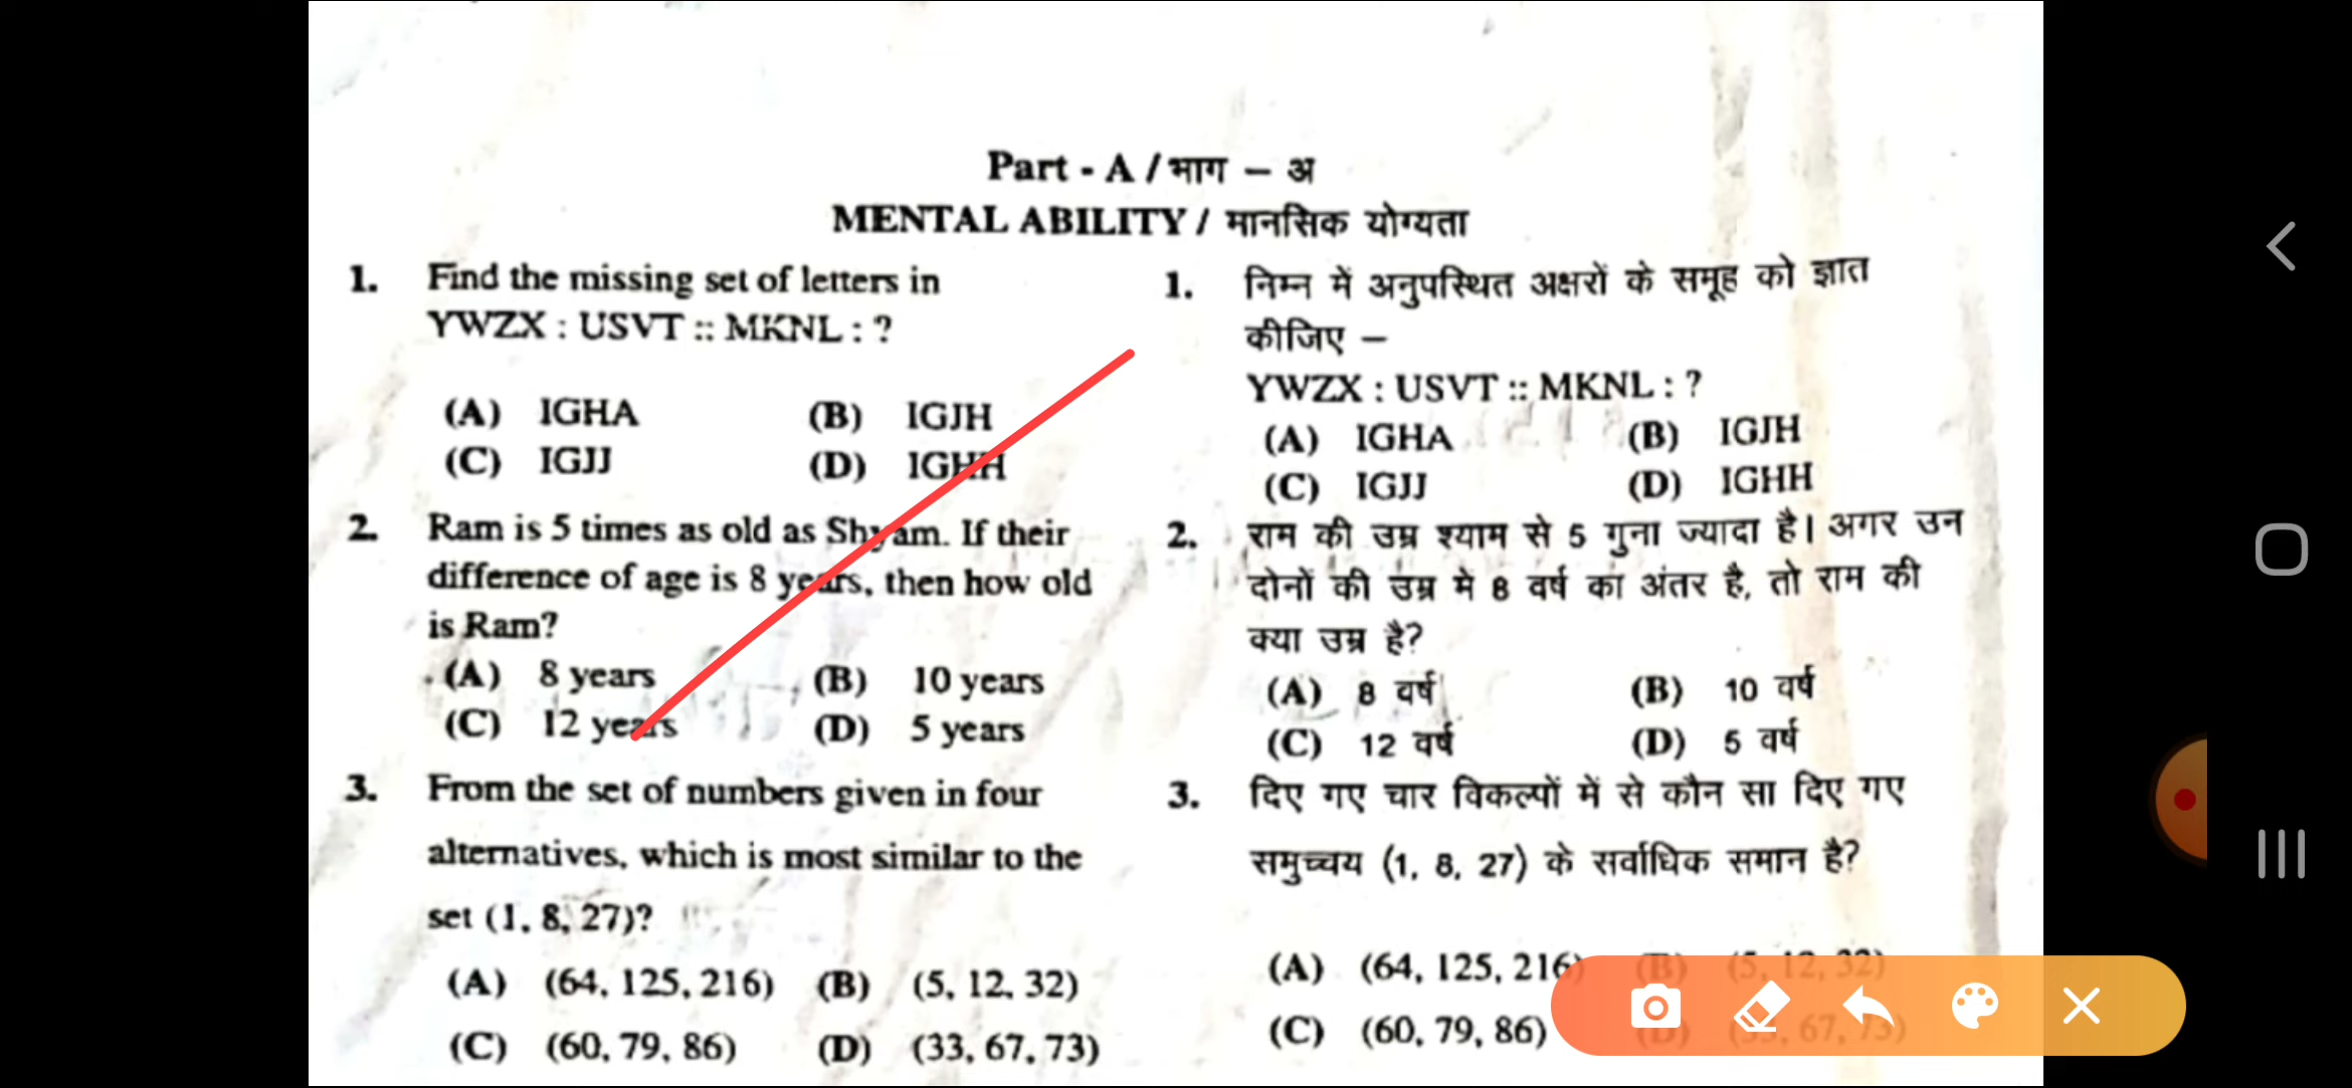 Part - A / भाग – अ
MENTAL ABILITY / मानसिक योग्यता
1. Find the missing set of letters in
YWZX : USVT :: MKNL : ?
(A) IGHA (B) IGJH
(C) IGJJ (D) IGHH
2. Ram is 5 times as old as Shyam. If their
difference of age is 8 years, then how old
is Ram?
(A) 8 years (B) 10 years
(C) 12 years (D) 5 years
3. From the set of numbers given in four
alternatives, which is most similar to the
set (1, 8, 27)?
(A) (64, 125, 216) (B) (5, 12, 32)
(C) (60, 79, 86) (D) (33, 67, 73)
1. निम्न में अनुपस्थित अक्षरों के समूह को ज्ञात
कीजिए –
YWZX : USVT :: MKNL : ?
(A) IGHA (B) IGJH
(C) IGJJ (D) IGHH
2. राम की उम्र श्याम से 5 गुना ज्यादा है। अगर उन
दोनों की उम्र मे 8 वर्ष का अंतर है, तो राम की
क्या उम्र है?
(A) 8 वर्ष (B) 10 वर्ष
(C) 12 वर्ष (D) 5 वर्ष
3. दिए गए चार विकल्पों में से कौन सा दिए गए
समुच्चय (1, 8, 27) के सर्वाधिक समान है?
(A) (64, 125, 216) (B) (5, 12, 32)
(C) (60, 79, 86) (D) (33, 67, 73)